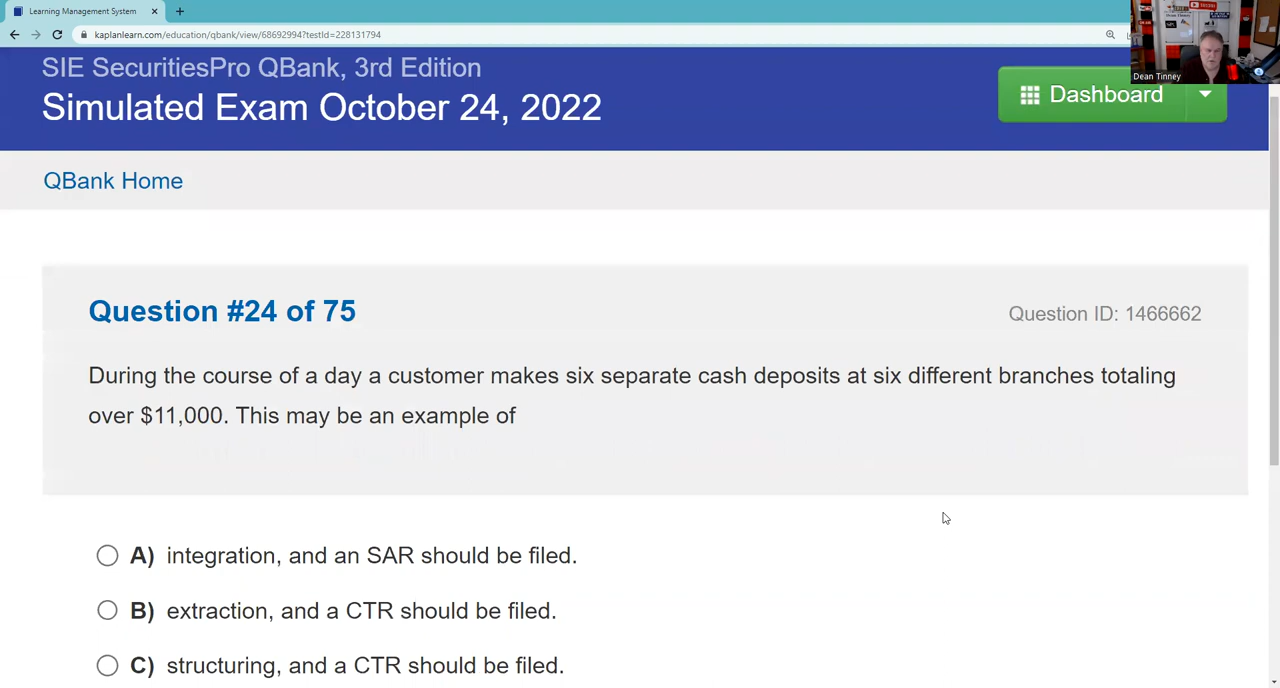 Learning Management System
kaplanlearn.com/education/qbank/view/68692994?testId=228131794
Dean Tinney
SIE SecuritiesPro QBank, 3rd Edition
Simulated Exam October 24, 2022
Dashboard
QBank Home
Question #24 of 75
Question ID: 1466662
During the course of a day a customer makes six separate cash deposits at six different branches totaling
over $11,000. This may be an example of
A) integration, and an SAR should be filed.
B) extraction, and a CTR should be filed.
C) structuring, and a CTR should be filed.